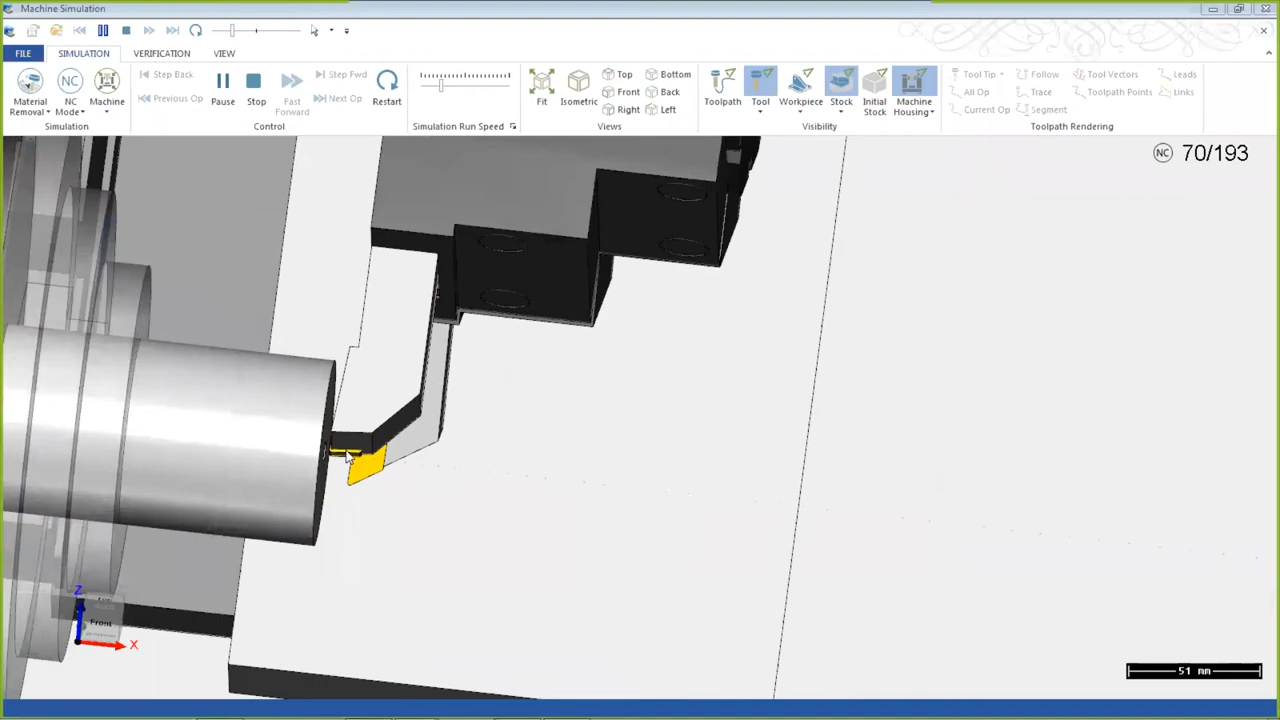 Machine Simulation
FILE
SIMULATION
VERIFICATION
VIEW
Material Removal
NC Mode
Machine
Simulation
Step Back
Previous Op
Pause
Stop
Fast Forward
Step Fwd
Next Op
Restart
Control
Simulation Run Speed
Fit
Isometric
Top
Front
Right
Bottom
Back
Left
Views
Toolpath
Tool
Workpiece
Stock
Initial Stock
Machine Housing
Visibility
Tool Tip
All Op
Current Op
Follow
Trace
Segment
Tool Vectors
Toolpath Points
Leads
Links
Toolpath Rendering
NC 70/193
Z
Front
X
51 mm